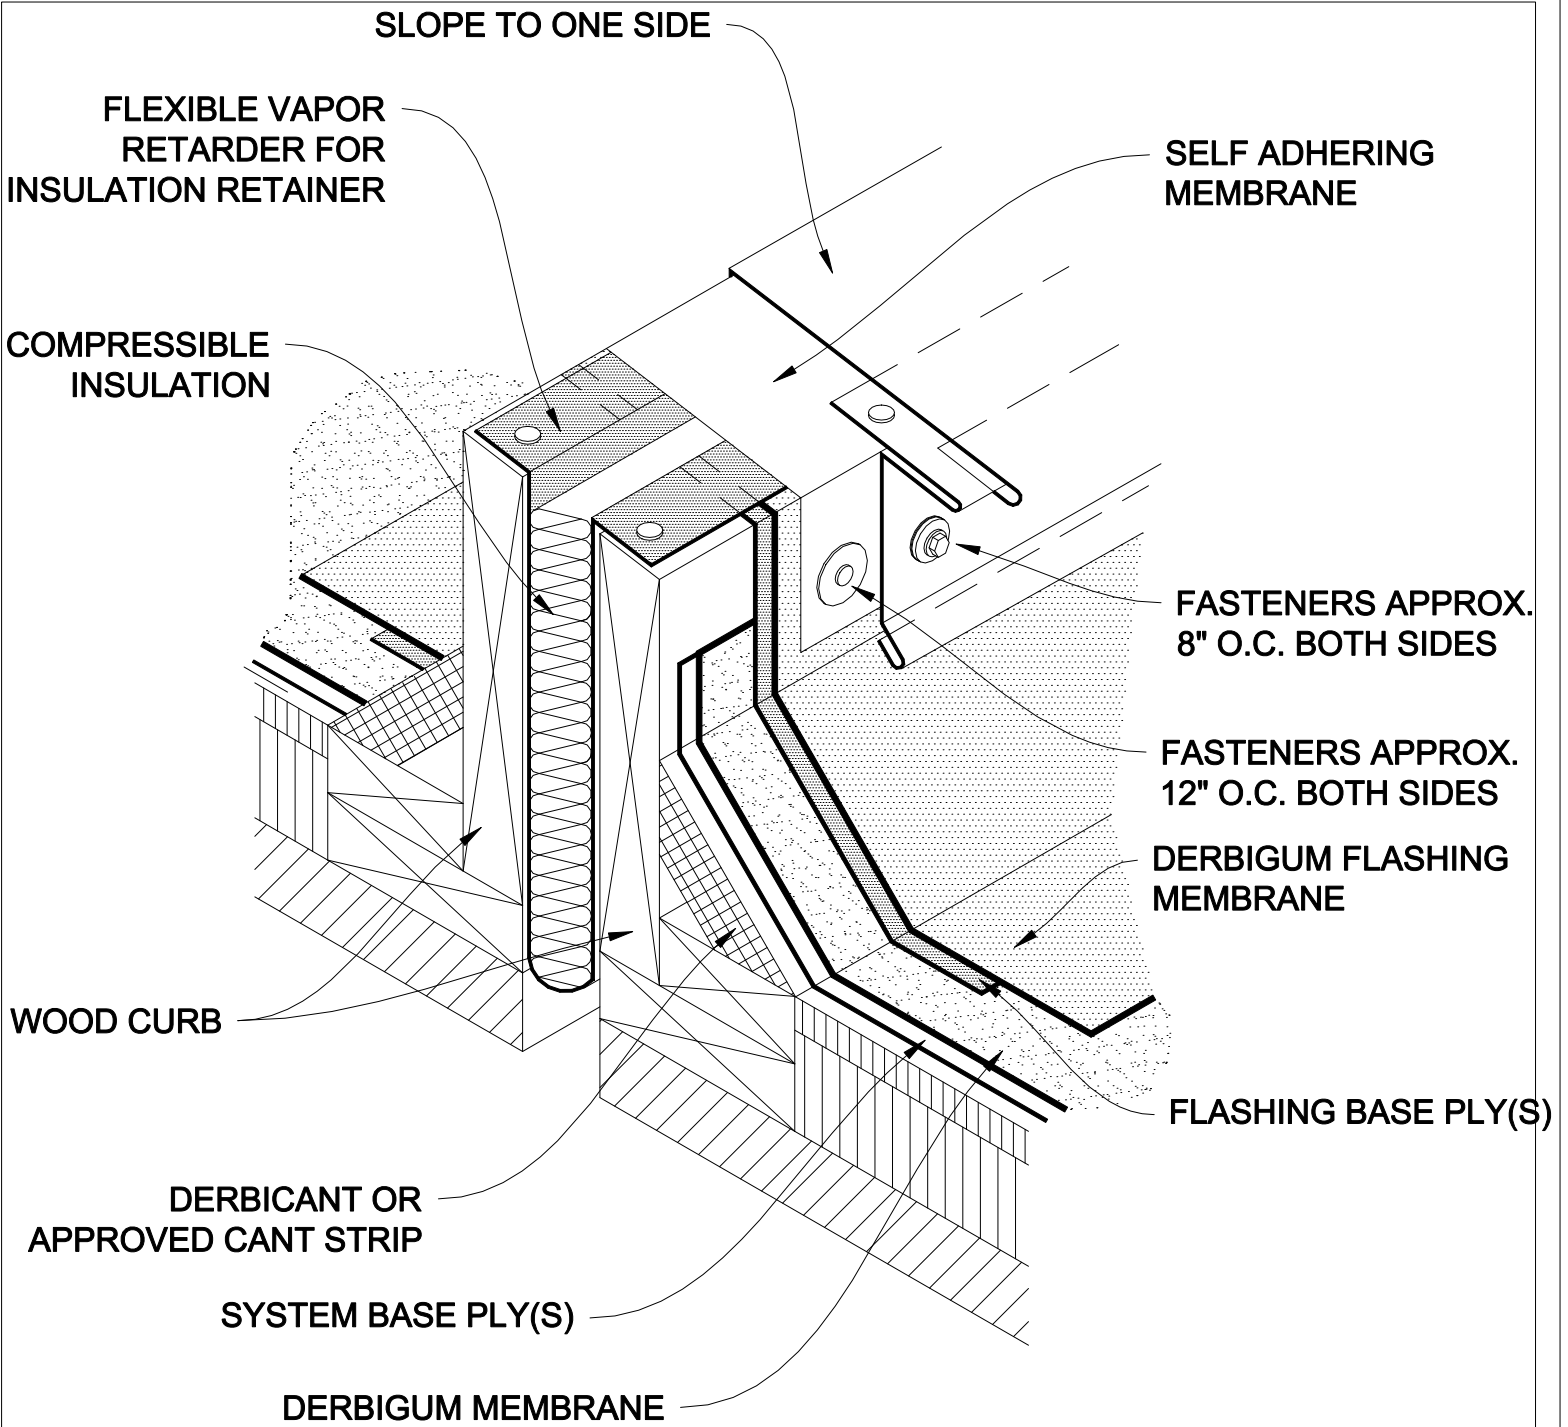 SLOPE TO ONE SIDE
FLEXIBLE VAPOR
RETARDER FOR
INSULATION RETAINER
SELF ADHERING
MEMBRANE
COMPRESSIBLE
INSULATION
FASTENERS APPROX.
8" O.C. BOTH SIDES
FASTENERS APPROX.
12" O.C. BOTH SIDES
DERBIGUM FLASHING
MEMBRANE
WOOD CURB
FLASHING BASE PLY(S)
DERBICANT OR
APPROVED CANT STRIP
SYSTEM BASE PLY(S)
DERBIGUM MEMBRANE